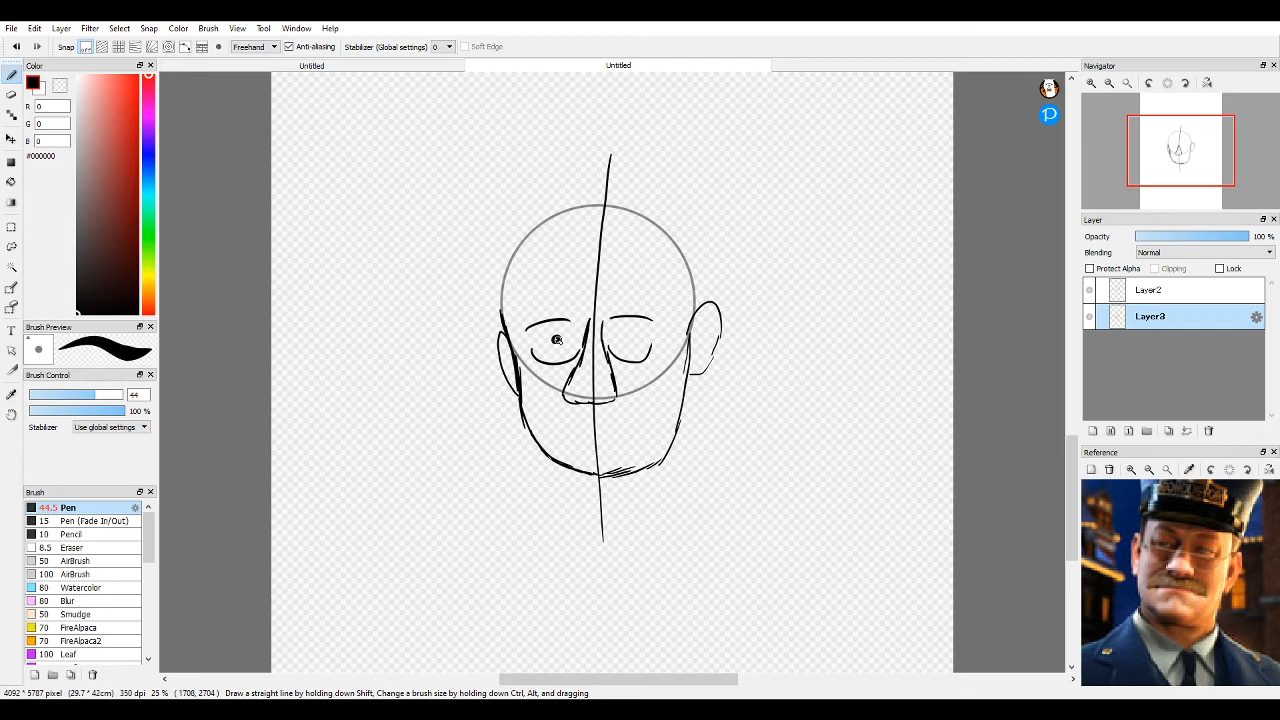 File Edit Layer Filter Select Snap Color Brush View Tool Window Help
Snap OFF Freehand Anti-aliasing Stabilizer (Global settings) 0 Soft Edge
Color
R 0
G 0
B 0
#000000
Brush Preview
Brush Control
44
100 %
Stabilizer Use global settings
Brush
44.5 Pen
15 Pen (Fade In/Out)
10 Pencil
8.5 Eraser
50 AirBrush
100 AirBrush
80 Watercolor
80 Blur
50 Smudge
70 FireAlpaca
70 FireAlpaca2
100 Leaf
Untitled Untitled
Navigator
Layer
Opacity 100 %
Blending Normal
Protect Alpha Clipping Lock
Layer2
Layer3
Reference
4092 * 5787 pixel (29.7 * 42cm) 350 dpi 25 % (1708, 2704) Draw a straight line by holding down Shift, Change a brush size by holding down Ctrl, Alt, and dragging